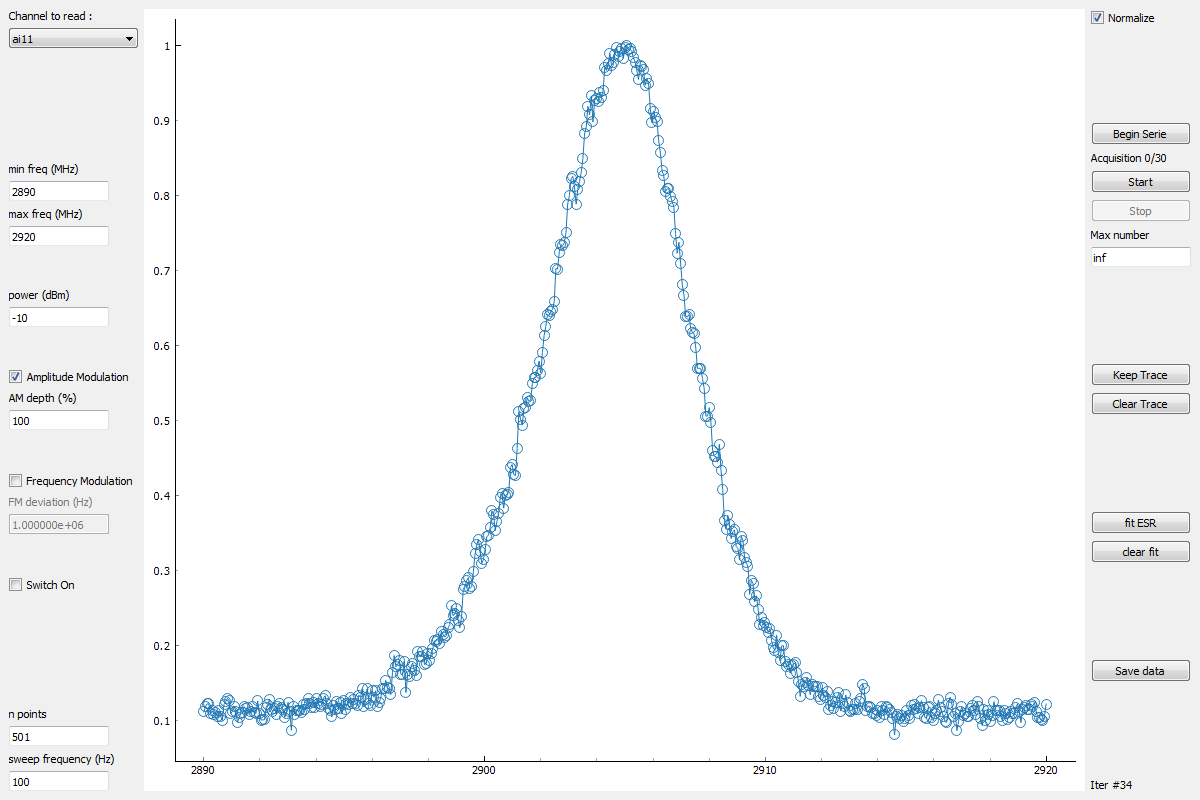 Channel to read :
ai11
min freq (MHz)
2890
max freq (MHz)
2920
power (dBm)
-10
Amplitude Modulation
AM depth (%)
100
Frequency Modulation
FM deviation (Hz)
1.000000e+06
Switch On
n points
501
sweep frequency (Hz)
100
1
0.9
0.8
0.7
0.6
0.5
0.4
0.3
0.2
0.1
2890 2900 2910 2920
Normalize
Begin Serie
Acquisition 0/30
Start
Stop
Max number
inf
Keep Trace
Clear Trace
fit ESR
clear fit
Save data
Iter #34